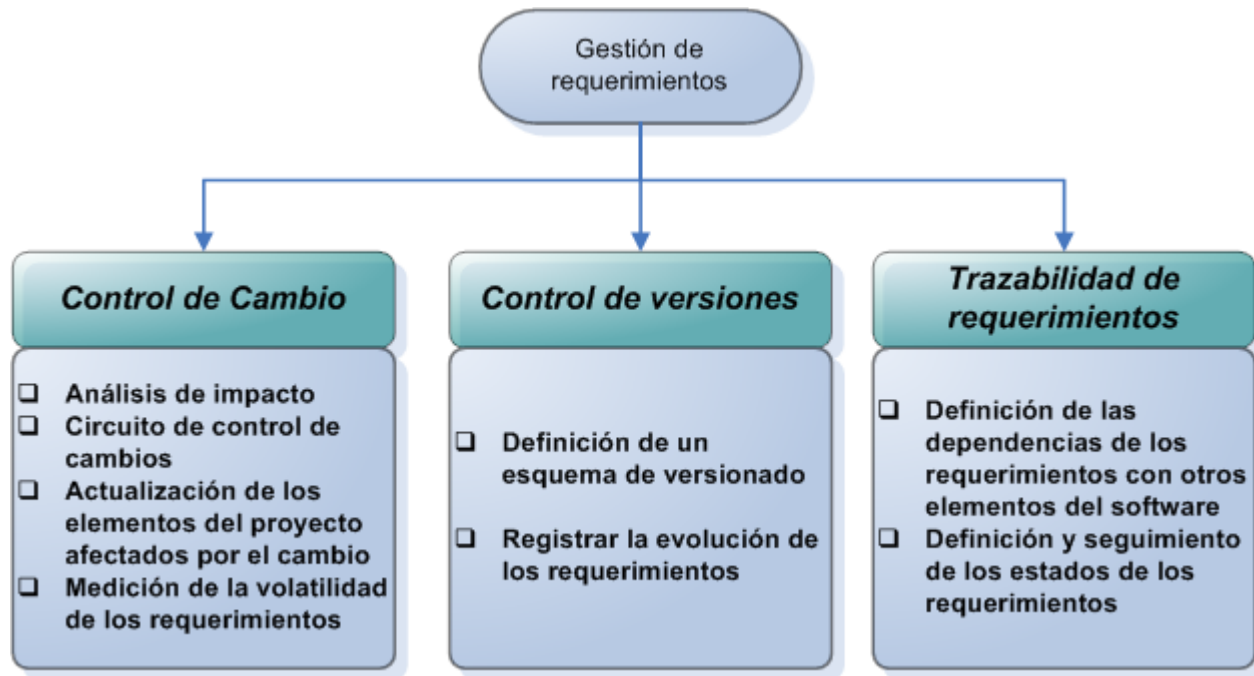 Gestión de
requerimientos
Control de Cambio
❑ Análisis de impacto
❑ Circuito de control de
cambios
❑ Actualización de los
elementos del proyecto
afectados por el cambio
❑ Medición de la volatilidad
de los requerimientos
Control de versiones
❑ Definición de un
esquema de versionado
❑ Registrar la evolución de
los requerimientos
Trazabilidad de
requerimientos
❑ Definición de las
dependencias de los
requerimientos con otros
elementos del software
❑ Definición y seguimiento
de los estados de los
requerimientos